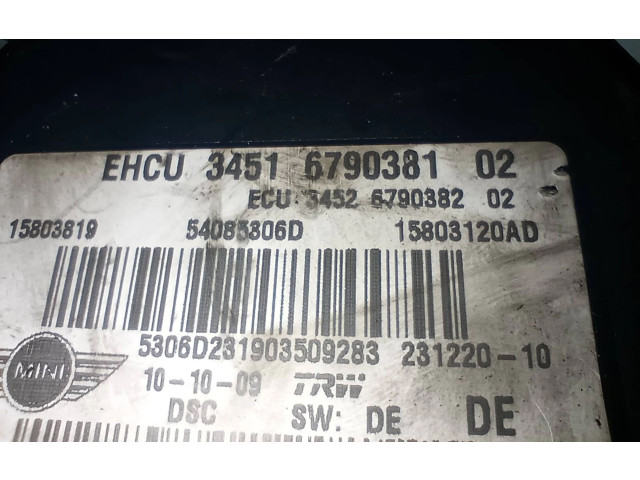 EHCU 3451 6790381 02
ECU 3452 6790382 02
15803819 54085306D 15803120AD
5306D231903509283 231220-10
MINI
10-10-09 TRW
DSC SW: DE DE